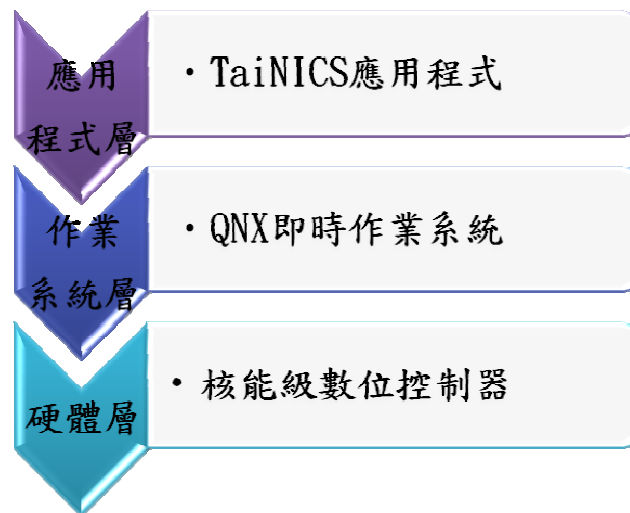 應用
程式層
・TaiNICS應用程式
作業
系統層
・QNX即時作業系統
硬體層
・核能級數位控制器